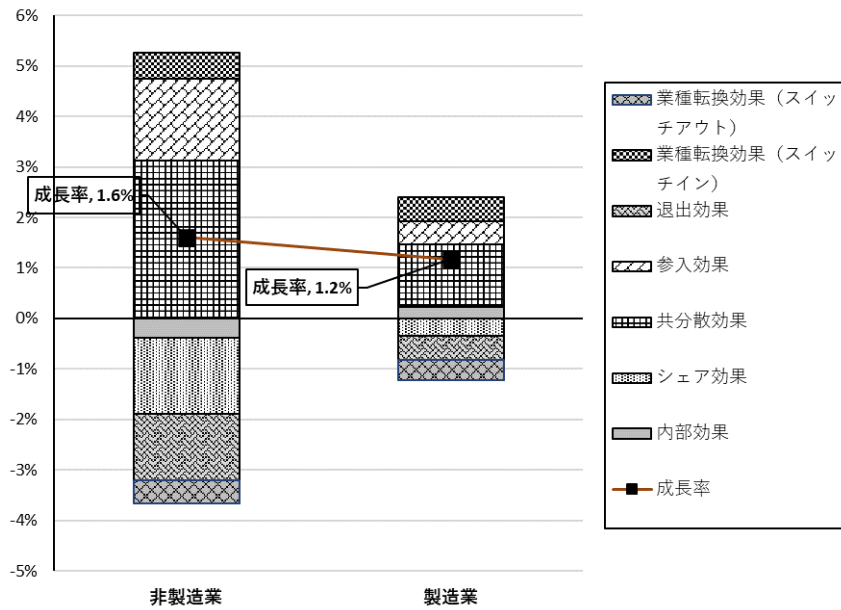 6%
5%
4%
3%
2%
1%
0%
-1%
-2%
-3%
-4%
-5%
成長率, 1.6%
成長率, 1.2%
非製造業
製造業
業種転換効果（スイッ
チアウト）
業種転換効果（スイッ
チイン）
退出効果
参入効果
共分散効果
シェア効果
内部効果
成長率